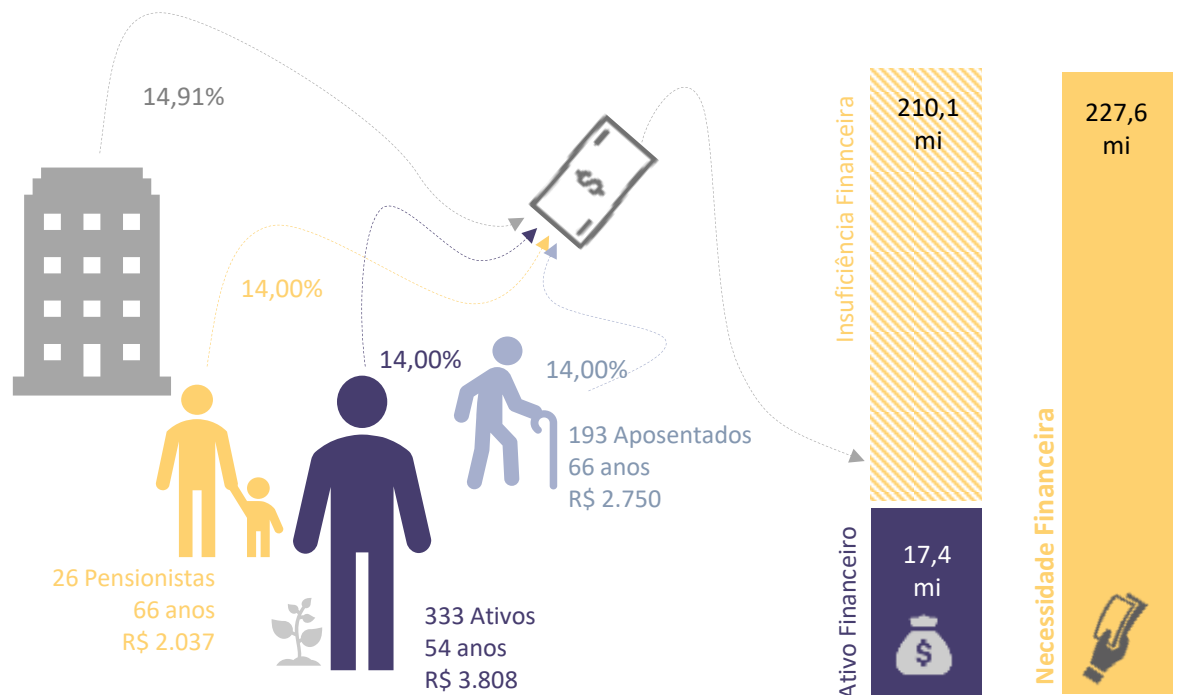 14,91%
14,00%
14,00%
14,00%
193 Aposentados
66 anos
R$ 2.750
26 Pensionistas
66 anos
R$ 2.037
333 Ativos
54 anos
R$ 3.808
Insuficiência Financeira
210,1
mi
Ativo Financeiro
17,4
mi
$
Necessidade Financeira
227,6
mi
$